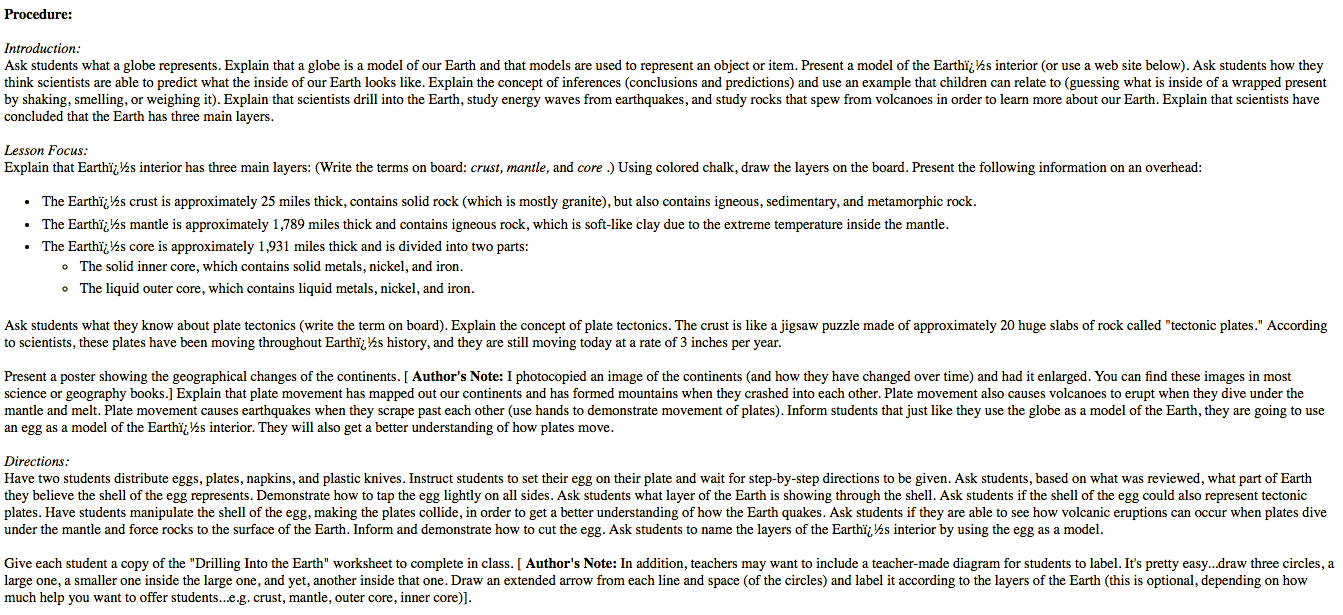 Procedure:
Introduction:
Ask students what a globe represents. Explain that a globe is a model of our Earth and that models are used to represent an object or item. Present a model of the Earthï¿½s interior (or use a web site below). Ask students how they
think scientists are able to predict what the inside of our Earth looks like. Explain the concept of inferences (conclusions and predictions) and use an example that children can relate to (guessing what is inside of a wrapped present
by shaking, smelling, or weighing it). Explain that scientists drill into the Earth, study energy waves from earthquakes, and study rocks that spew from volcanoes in order to learn more about our Earth. Explain that scientists have
concluded that the Earth has three main layers.
Lesson Focus:
Explain that Earthï¿½s interior has three main layers: (Write the terms on board: crust, mantle, and core .) Using colored chalk, draw the layers on the board. Present the following information on an overhead:
• The Earthï¿½s crust is approximately 25 miles thick, contains solid rock (which is mostly granite), but also contains igneous, sedimentary, and metamorphic rock.
• The Earthï¿½s mantle is approximately 1,789 miles thick and contains igneous rock, which is soft-like clay due to the extreme temperature inside the mantle.
• The Earthï¿½s core is approximately 1,931 miles thick and is divided into two parts:
◦ The solid inner core, which contains solid metals, nickel, and iron.
◦ The liquid outer core, which contains liquid metals, nickel, and iron.
Ask students what they know about plate tectonics (write the term on board). Explain the concept of plate tectonics. The crust is like a jigsaw puzzle made of approximately 20 huge slabs of rock called "tectonic plates." According
to scientists, these plates have been moving throughout Earthï¿½s history, and they are still moving today at a rate of 3 inches per year.
Present a poster showing the geographical changes of the continents. [ Author's Note: I photocopied an image of the continents (and how they have changed over time) and had it enlarged. You can find these images in most
science or geography books.] Explain that plate movement has mapped out our continents and has formed mountains when they crashed into each other. Plate movement also causes volcanoes to erupt when they dive under the
mantle and melt. Plate movement causes earthquakes when they scrape past each other (use hands to demonstrate movement of plates). Inform students that just like they use the globe as a model of the Earth, they are going to use
an egg as a model of the Earthï¿½s interior. They will also get a better understanding of how plates move.
Directions:
Have two students distribute eggs, plates, napkins, and plastic knives. Instruct students to set their egg on their plate and wait for step-by-step directions to be given. Ask students, based on what was reviewed, what part of Earth
they believe the shell of the egg represents. Demonstrate how to tap the egg lightly on all sides. Ask students what layer of the Earth is showing through the shell. Ask students if the shell of the egg could also represent tectonic
plates. Have students manipulate the shell of the egg, making the plates collide, in order to get a better understanding of how the Earth quakes. Ask students if they are able to see how volcanic eruptions can occur when plates dive
under the mantle and force rocks to the surface of the Earth. Inform and demonstrate how to cut the egg. Ask students to name the layers of the Earthï¿½s interior by using the egg as a model.
Give each student a copy of the "Drilling Into the Earth" worksheet to complete in class. [ Author's Note: In addition, teachers may want to include a teacher-made diagram for students to label. It's pretty easy...draw three circles, a
large one, a smaller one inside the large one, and yet, another inside that one. Draw an extended arrow from each line and space (of the circles) and label it according to the layers of the Earth (this is optional, depending on how
much help you want to offer students...e.g. crust, mantle, outer core, inner core)].